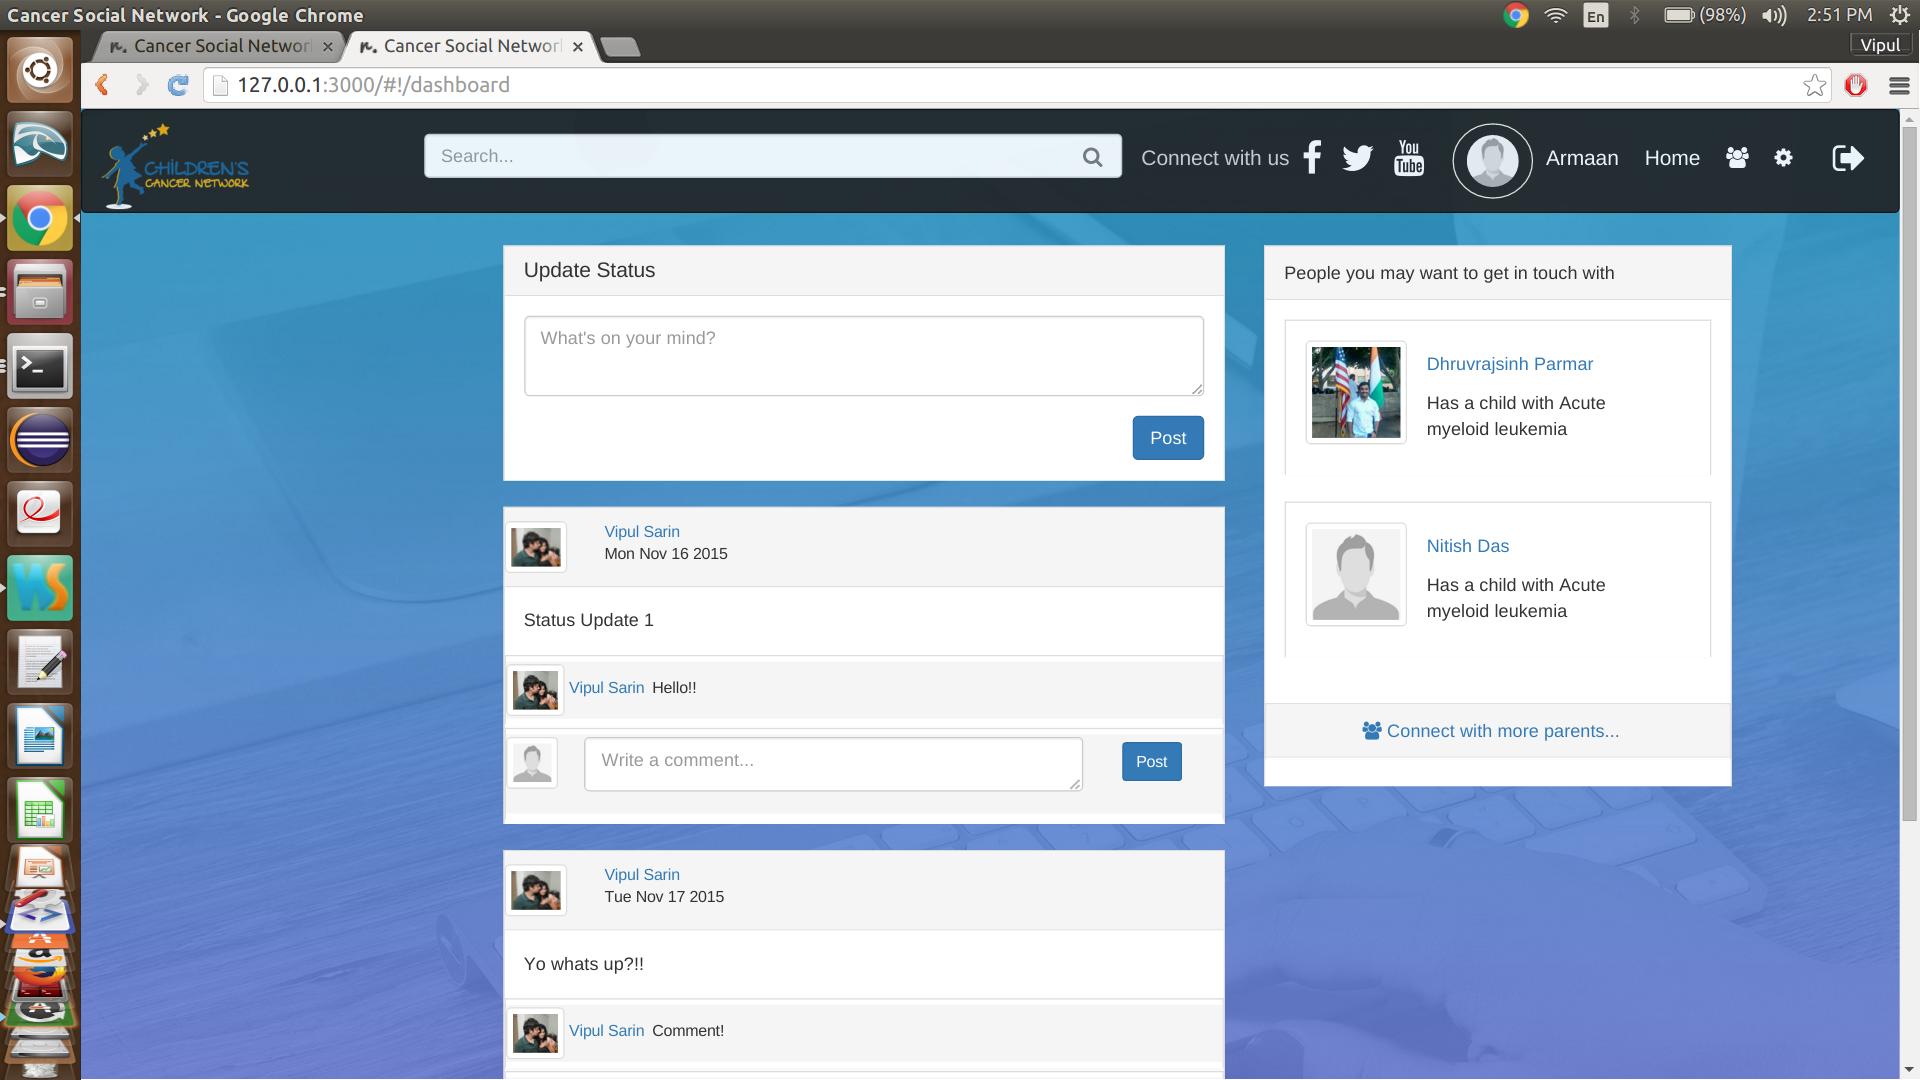 Cancer Social Network - Google Chrome
En
(98%)
2:51 PM
Cancer Social Networ
Cancer Social Networ
Vipul
127.0.0.1:3000/#!/dashboard
CHILDREN'S
CANCER NETWORK
Search...
Connect with us
You
Tube
Armaan
Home
Update Status
What's on your mind?
Post
Vipul Sarin
Mon Nov 16 2015
Status Update 1
Vipul Sarin Hello!!
Write a comment...
Post
Vipul Sarin
Tue Nov 17 2015
Yo whats up?!!
Vipul Sarin Comment!
People you may want to get in touch with
Dhruvrajsinh Parmar
Has a child with Acute
myeloid leukemia
Nitish Das
Has a child with Acute
myeloid leukemia
Connect with more parents...
WS